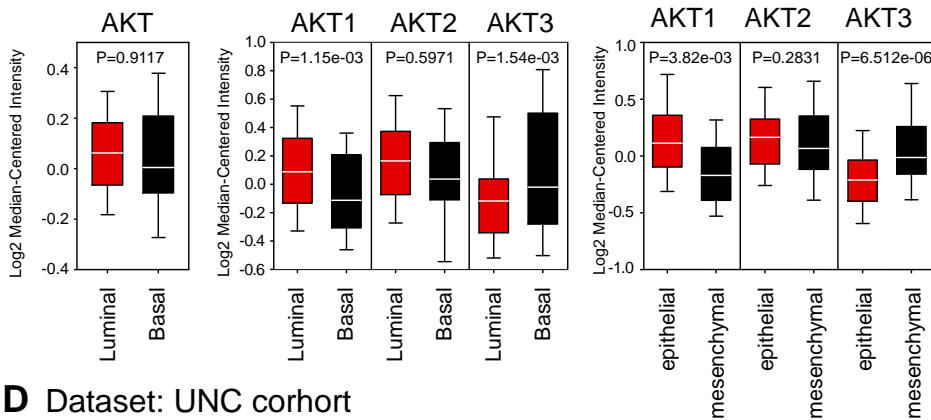 AKT
AKT1 AKT2 AKT3
AKT1 AKT2 AKT3
Log2 Median-Centered Intensity
0.4
0.2
0.0
-0.2
-0.4
P=0.9117
Luminal
Basal
Log2 Median-Centered Intensity
1.0
0.8
0.6
0.4
0.2
0.0
-0.2
-0.4
-0.6
P=1.15e-03
P=0.5971
P=1.54e-03
Luminal
Basal
Luminal
Basal
Luminal
Basal
Log2 Median-Centered Intensity
1.0
0.5
0.0
-0.5
-1.0
P=3.82e-03
P=0.2831
P=6.512e-06
epithelial
mesenchymal
epithelial
mesenchymal
epithelial
mesenchymal
D Dataset: UNC corhort